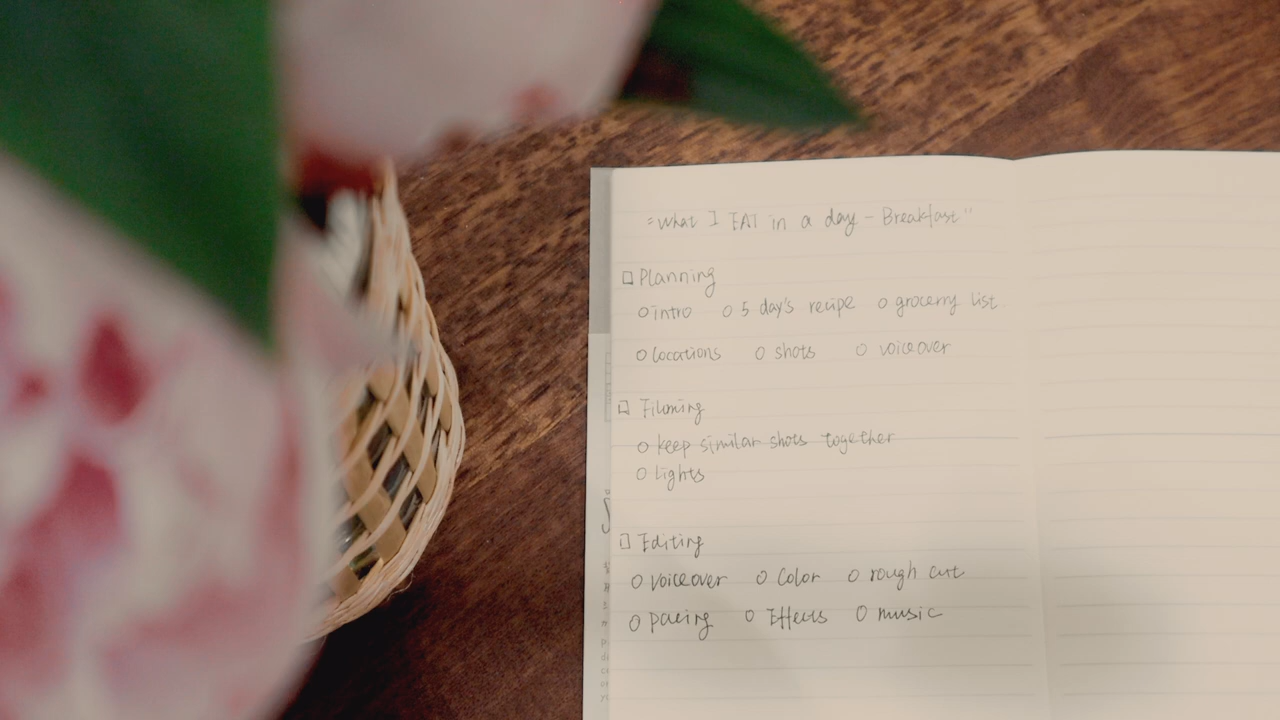 "What I EAT in a day - Breakfast"
□ Planning
○ intro ○ 5 day's recipe ○ grocerry list
○ locations ○ shots ○ voiceover
□ Filming
○ keep similar shots together
○ Lights
□ Editing
○ voiceover ○ Color ○ rough cut
○ pacing ○ Effects ○ music